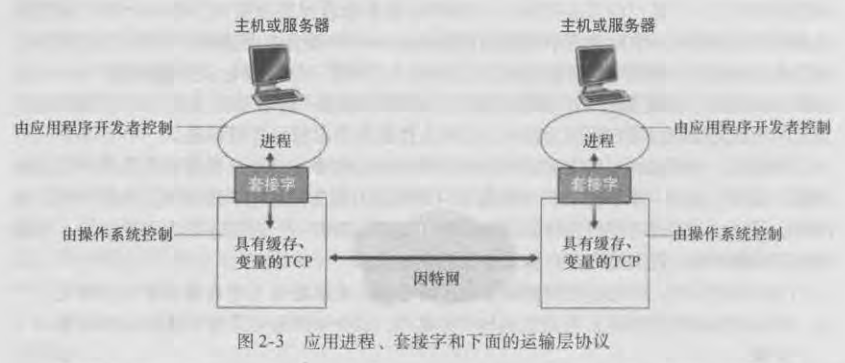 主机或服务器
主机或服务器
由应用程序开发者控制
进程
进程
由应用程序开发者控制
套接字
套接字
由操作系统控制
具有缓存、
变量的TCP
因特网
具有缓存、
变量的TCP
由操作系统控制
图 2-3 应用进程、套接字和下面的运输层协议